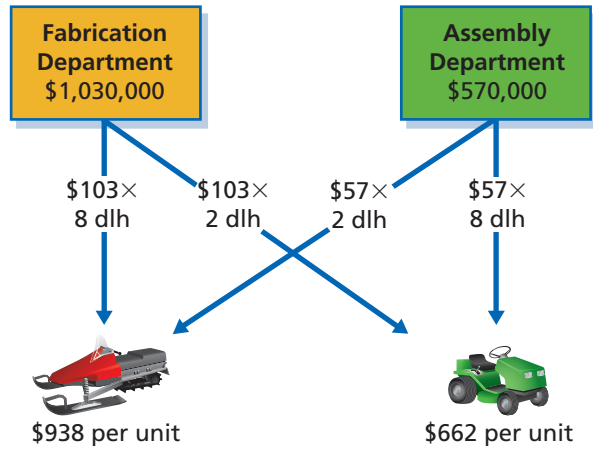 Fabrication
Department
$1,030,000
Assembly
Department
$570,000
$103×
8 dlh
$103×
2 dlh
$57×
2 dlh
$57×
8 dlh
$938 per unit
$662 per unit